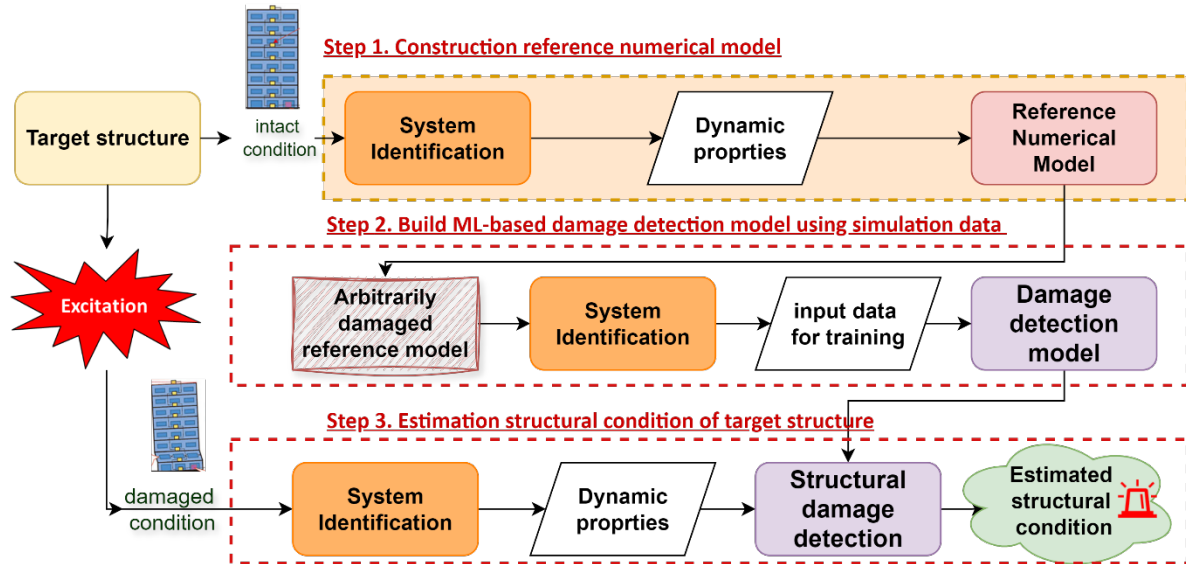 Step 1. Construction reference numerical model
Target structure
intact
condition
System
Identification
Dynamic
proprties
Reference
Numerical
Model
Step 2. Build ML-based damage detection model using simulation data
Excitation
Arbitrarily
damaged
reference model
System
Identification
input data
for training
Damage
detection
model
Step 3. Estimation structural condition of target structure
damaged
condition
System
Identification
Dynamic
proprties
Structural
damage
detection
Estimated
structural
condition